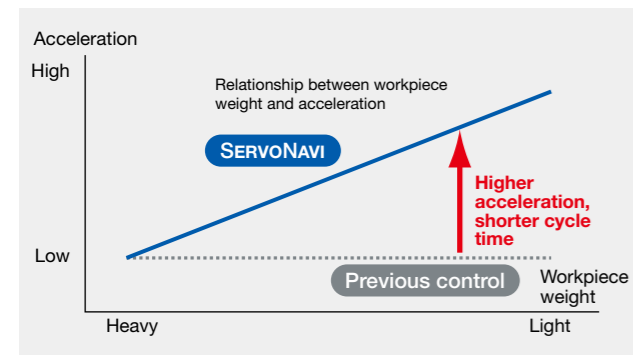 Acceleration
High
Relationship between workpiece
weight and acceleration
SERVONAVI
Higher
acceleration,
shorter cycle
time
Low
Previous control
Workpiece
weight
Heavy
Light